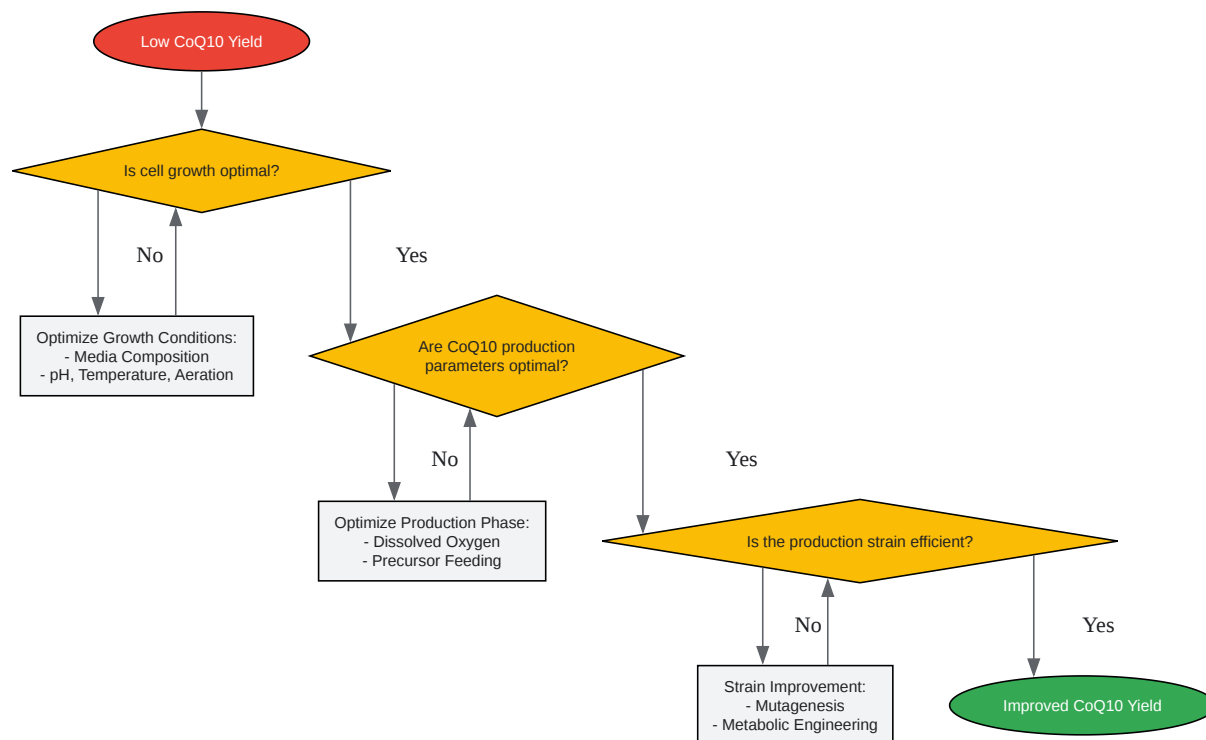 Low CoQ10 Yield
Is cell growth optimal?
No
Yes
Optimize Growth Conditions:
- Media Composition
- pH, Temperature, Aeration
Are CoQ10 production
parameters optimal?
No
Yes
Optimize Production Phase:
- Dissolved Oxygen
- Precursor Feeding
Is the production strain efficient?
No
Yes
Strain Improvement:
- Mutagenesis
- Metabolic Engineering
Improved CoQ10 Yield